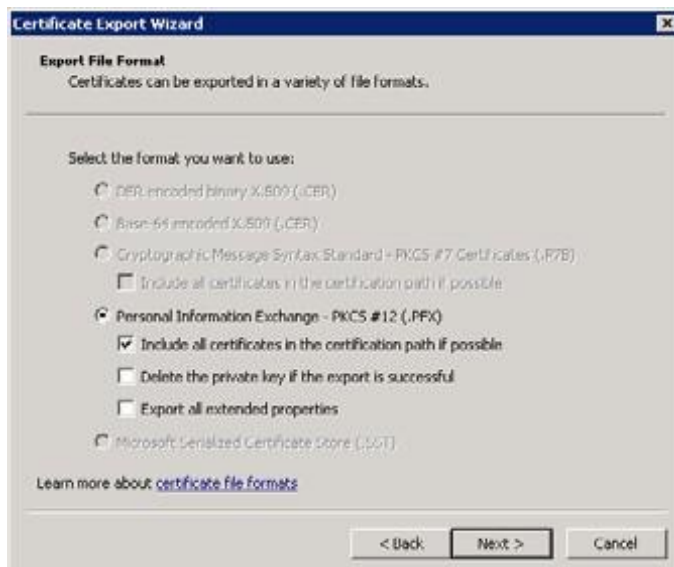 Certificate Export Wizard
Export File Format
Certificates can be exported in a variety of file formats.
Select the format you want to use:
DER encoded binary X.509 (.CER)
Base-64 encoded X.509 (.CER)
Cryptographic Message Syntax Standard - PKCS #7 Certificates (.P7B)
Include all certificates in the certification path if possible
Personal Information Exchange - PKCS #12 (.PFX)
Include all certificates in the certification path if possible
Delete the private key if the export is successful
Export all extended properties
Microsoft Serialized Certificate Store (.SST)
Learn more about certificate file formats
< Back Next > Cancel